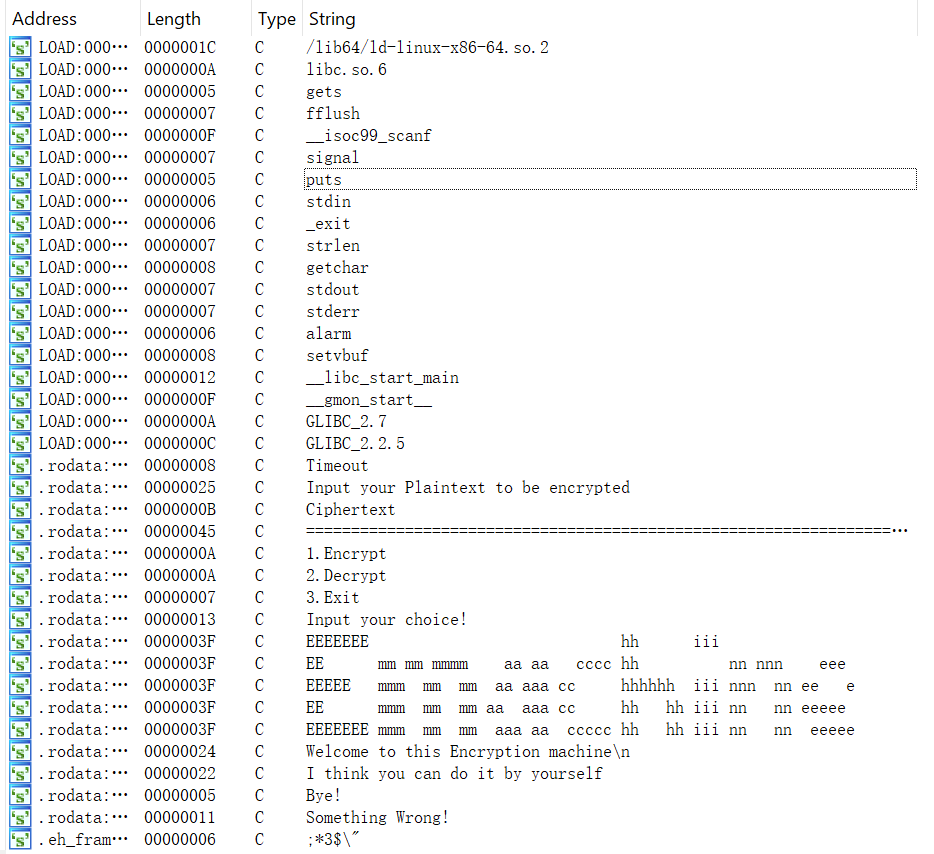 Address Length Type String
's' LOAD:000··· 0000001C C /lib64/ld-linux-x86-64.so.2
's' LOAD:000··· 0000000A C libc.so.6
's' LOAD:000··· 00000005 C gets
's' LOAD:000··· 00000007 C fflush
's' LOAD:000··· 0000000F C __isoc99_scanf
's' LOAD:000··· 00000007 C signal
's' LOAD:000··· 00000005 C puts
's' LOAD:000··· 00000006 C stdin
's' LOAD:000··· 00000006 C _exit
's' LOAD:000··· 00000007 C strlen
's' LOAD:000··· 00000008 C getchar
's' LOAD:000··· 00000007 C stdout
's' LOAD:000··· 00000007 C stderr
's' LOAD:000··· 00000006 C alarm
's' LOAD:000··· 00000008 C setvbuf
's' LOAD:000··· 00000012 C __libc_start_main
's' LOAD:000··· 0000000F C __gmon_start__
's' LOAD:000··· 0000000A C GLIBC_2.7
's' LOAD:000··· 0000000C C GLIBC_2.2.5
's' .rodata:··· 00000008 C Timeout
's' .rodata:··· 00000025 C Input your Plaintext to be encrypted
's' .rodata:··· 0000000B C Ciphertext
's' .rodata:··· 00000045 C =================================================================···
's' .rodata:··· 0000000A C 1.Encrypt
's' .rodata:··· 0000000A C 2.Decrypt
's' .rodata:··· 00000007 C 3.Exit
's' .rodata:··· 00000013 C Input your choice!
's' .rodata:··· 0000003F C EEEEEEE                            hh      iii
's' .rodata:··· 0000003F C EE      mm mm mmmm    aa aa   cccc hh          nn nnn    eee
's' .rodata:··· 0000003F C EEEEE   mmm  mm  mm  aa aaa cc     hhhhhh  iii nnn  nn ee   e
's' .rodata:··· 0000003F C EE      mmm  mm  mm aa  aaa cc     hh   hh iii nn   nn eeeee
's' .rodata:··· 0000003F C EEEEEEE mmm  mm  mm  aaa aa  ccccc hh   hh iii nn   nn  eeeee
's' .rodata:··· 00000024 C Welcome to this Encryption machine\n
's' .rodata:··· 00000022 C I think you can do it by yourself
's' .rodata:··· 00000005 C Bye!
's' .rodata:··· 00000011 C Something Wrong!
's' .eh_fram··· 00000006 C ;*3$\"